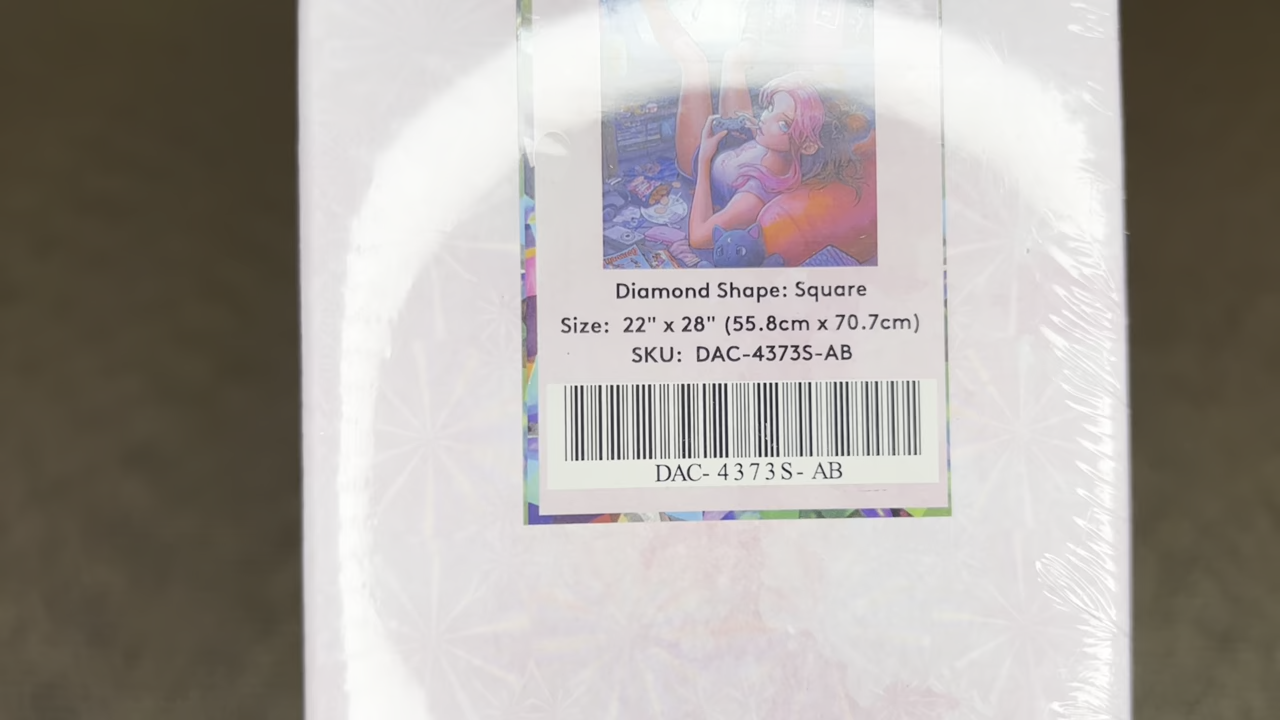 Diamond Shape: Square
Size: 22" x 28" (55.8cm x 70.7cm)
SKU: DAC-4373S-AB
DAC- 4373S- AB